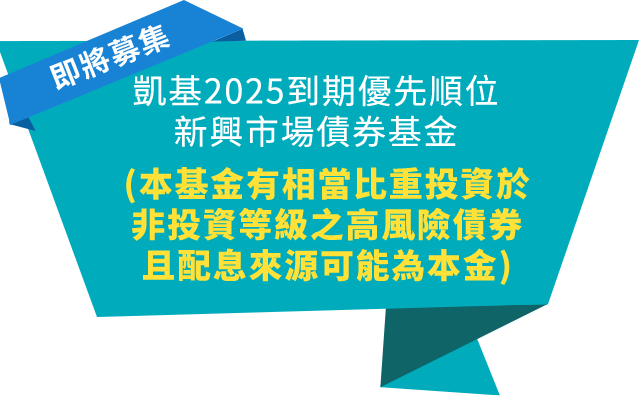 即將募集
凱基2025到期優先順位
新興市場債券基金
(本基金有相當比重投資於
非投資等級之高風險債券
且配息來源可能為本金)